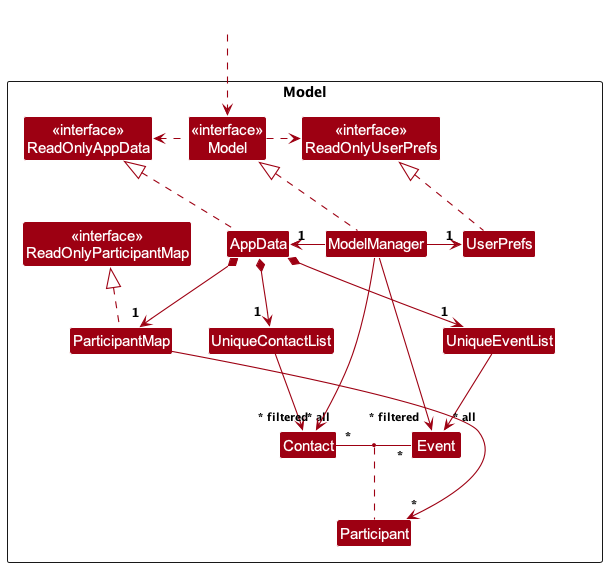 Model
«interface»
ReadOnlyAppData
«interface»
Model
«interface»
ReadOnlyUserPrefs
«interface»
ReadOnlyParticipantMap
AppData
1
ModelManager
1
UserPrefs
1
1
1
ParticipantMap
UniqueContactList
UniqueEventList
* filtered
* all
* filtered
* all
Contact
*
*
Event
*
Participant